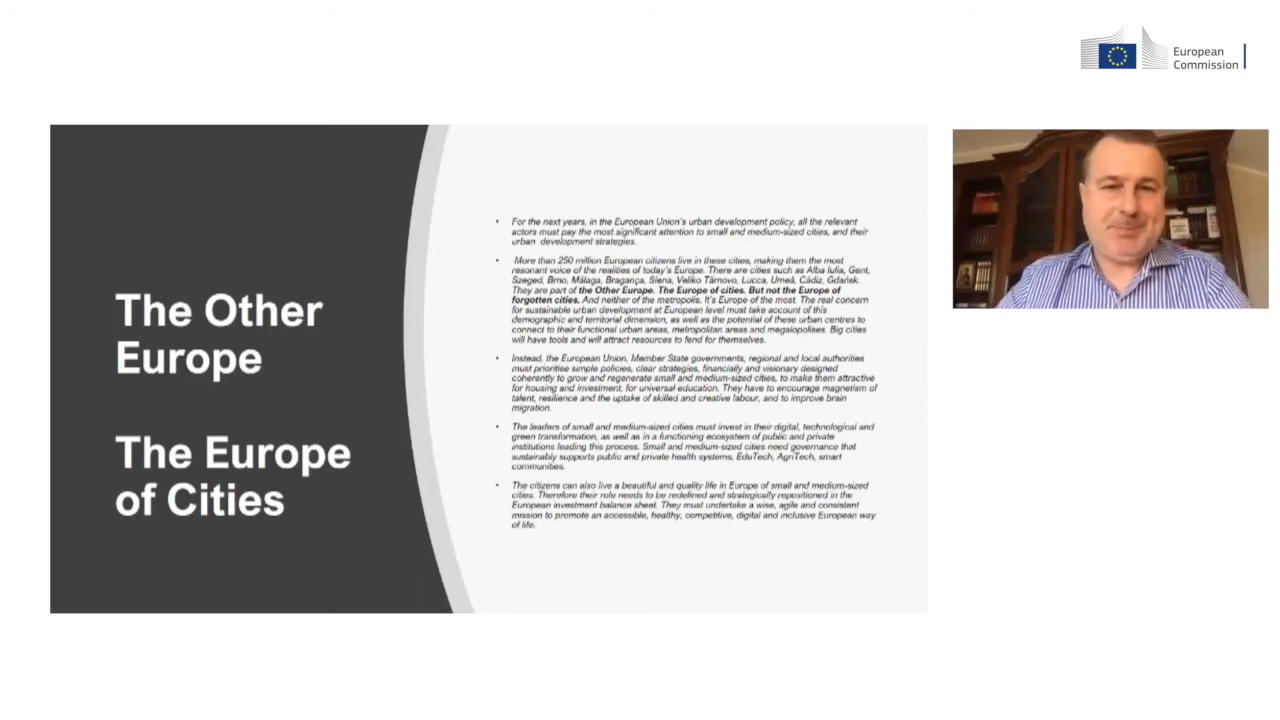 European
Commission
The Other
Europe
The Europe
of Cities
• For the next years, in the European Union's urban development policy, all the relevant
actors must pay the most significant attention to small and medium-sized cities, and their
urban development strategies.
• More than 250 million European citizens live in these cities, making them the most
resonant voice of the realities of today's Europe. There are cities such as Alba Iulia, Gent,
Szeged, Brno, Málaga, Bragança, Siena, Veliko Tărnovo, Lucca, Umeå, Cádiz, Gdańsk.
They are part of the Other Europe. The Europe of cities. But not the Europe of
forgotten cities. And neither of the metropolis. It's Europe of the most. The real concern
for sustainable urban development at European level must take account of this
demographic and territorial dimension, as well as the potential of these urban centres to
connect to their functional urban areas, metropolitan areas and megalopolises. Big cities
will have tools and will attract resources to fend for themselves.
• Instead, the European Union, Member State governments, regional and local authorities
must prioritise simple policies, clear strategies, financially and visionary designed
coherently to grow and regenerate small and medium-sized cities, to make them attractive
for housing and investment, for universal education. They have to encourage magnetism of
talent, resilience and the uptake of skilled and creative labour, and to improve brain
migration.
• The leaders of small and medium-sized cities must invest in their digital, technological and
green transformation, as well as in a functioning ecosystem of public and private
institutions leading this process. Small and medium-sized cities need governance that
sustainably supports public and private health systems, EduTech, AgriTech, smart
communities.
• The citizens can also live a beautiful and quality life in Europe of small and medium-sized
cities. Therefore their role needs to be redefined and strategically repositioned in the
European investment balance sheet. They must undertake a wise, agile and consistent
mission to promote an accessible, healthy, competitive, digital and inclusive European way
of life.